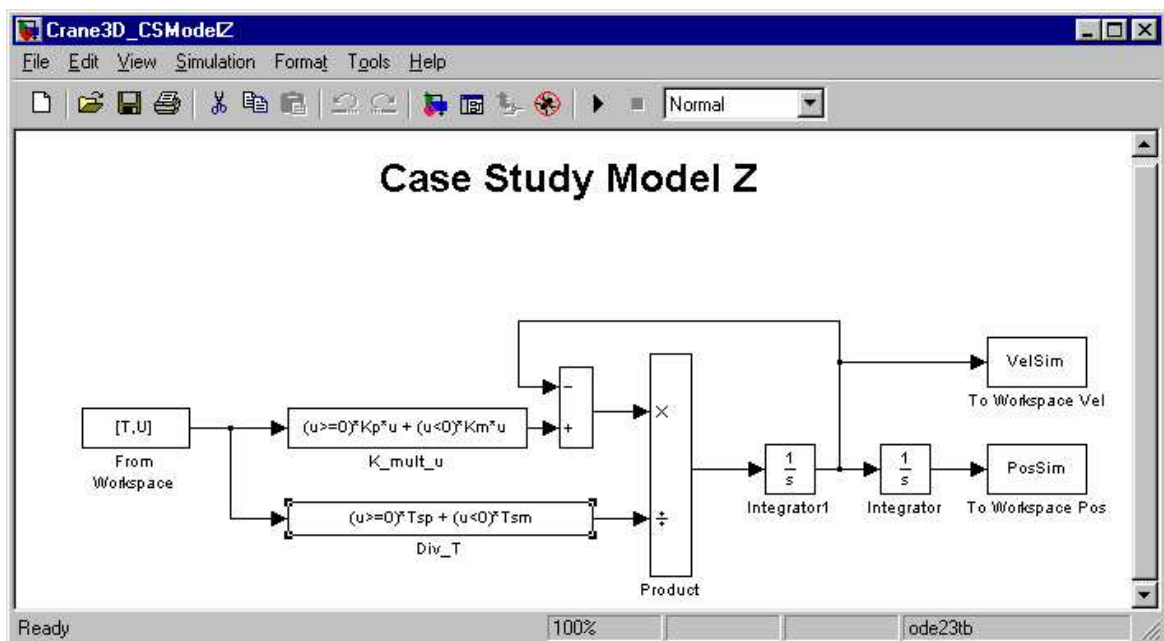 Crane3D_CSModelZ
File Edit View Simulation Format Tools Help
Normal
Case Study Model Z
[T,U]
From
Workspace
(u>=0)*Kp*u + (u<0)*Km*u
K_mult_u
(u>=0)*Tsp + (u<0)*Tsm
Div_T
−
+
×
÷
Product
1
s
Integrator1
1
s
Integrator
VelSim
To Workspace Vel
PosSim
To Workspace Pos
Ready 100% ode23tb